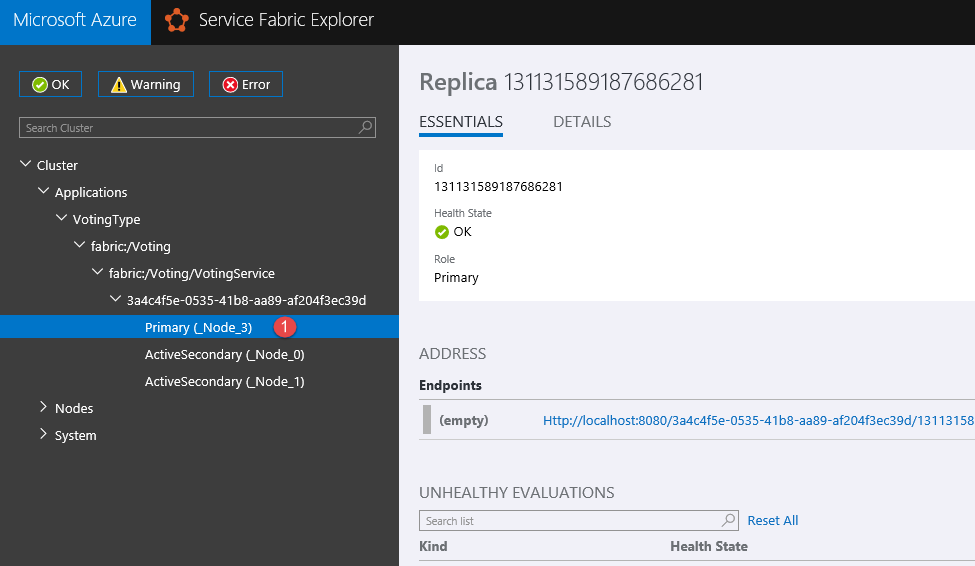 Microsoft Azure Service Fabric Explorer
OK Warning Error
Search Cluster
Cluster
Applications
VotingType
fabric:/Voting
fabric:/Voting/VotingService
3a4c4f5e-0535-41b8-aa89-af204f3ec39d
Primary (_Node_3) 1
ActiveSecondary (_Node_0)
ActiveSecondary (_Node_1)
Nodes
System
Replica 131131589187686281
ESSENTIALS DETAILS
Id
131131589187686281
Health State
OK
Role
Primary
ADDRESS
Endpoints
(empty) Http://localhost:8080/3a4c4f5e-0535-41b8-aa89-af204f3ec39d/13113158
UNHEALTHY EVALUATIONS
Search list Reset All
Kind Health State